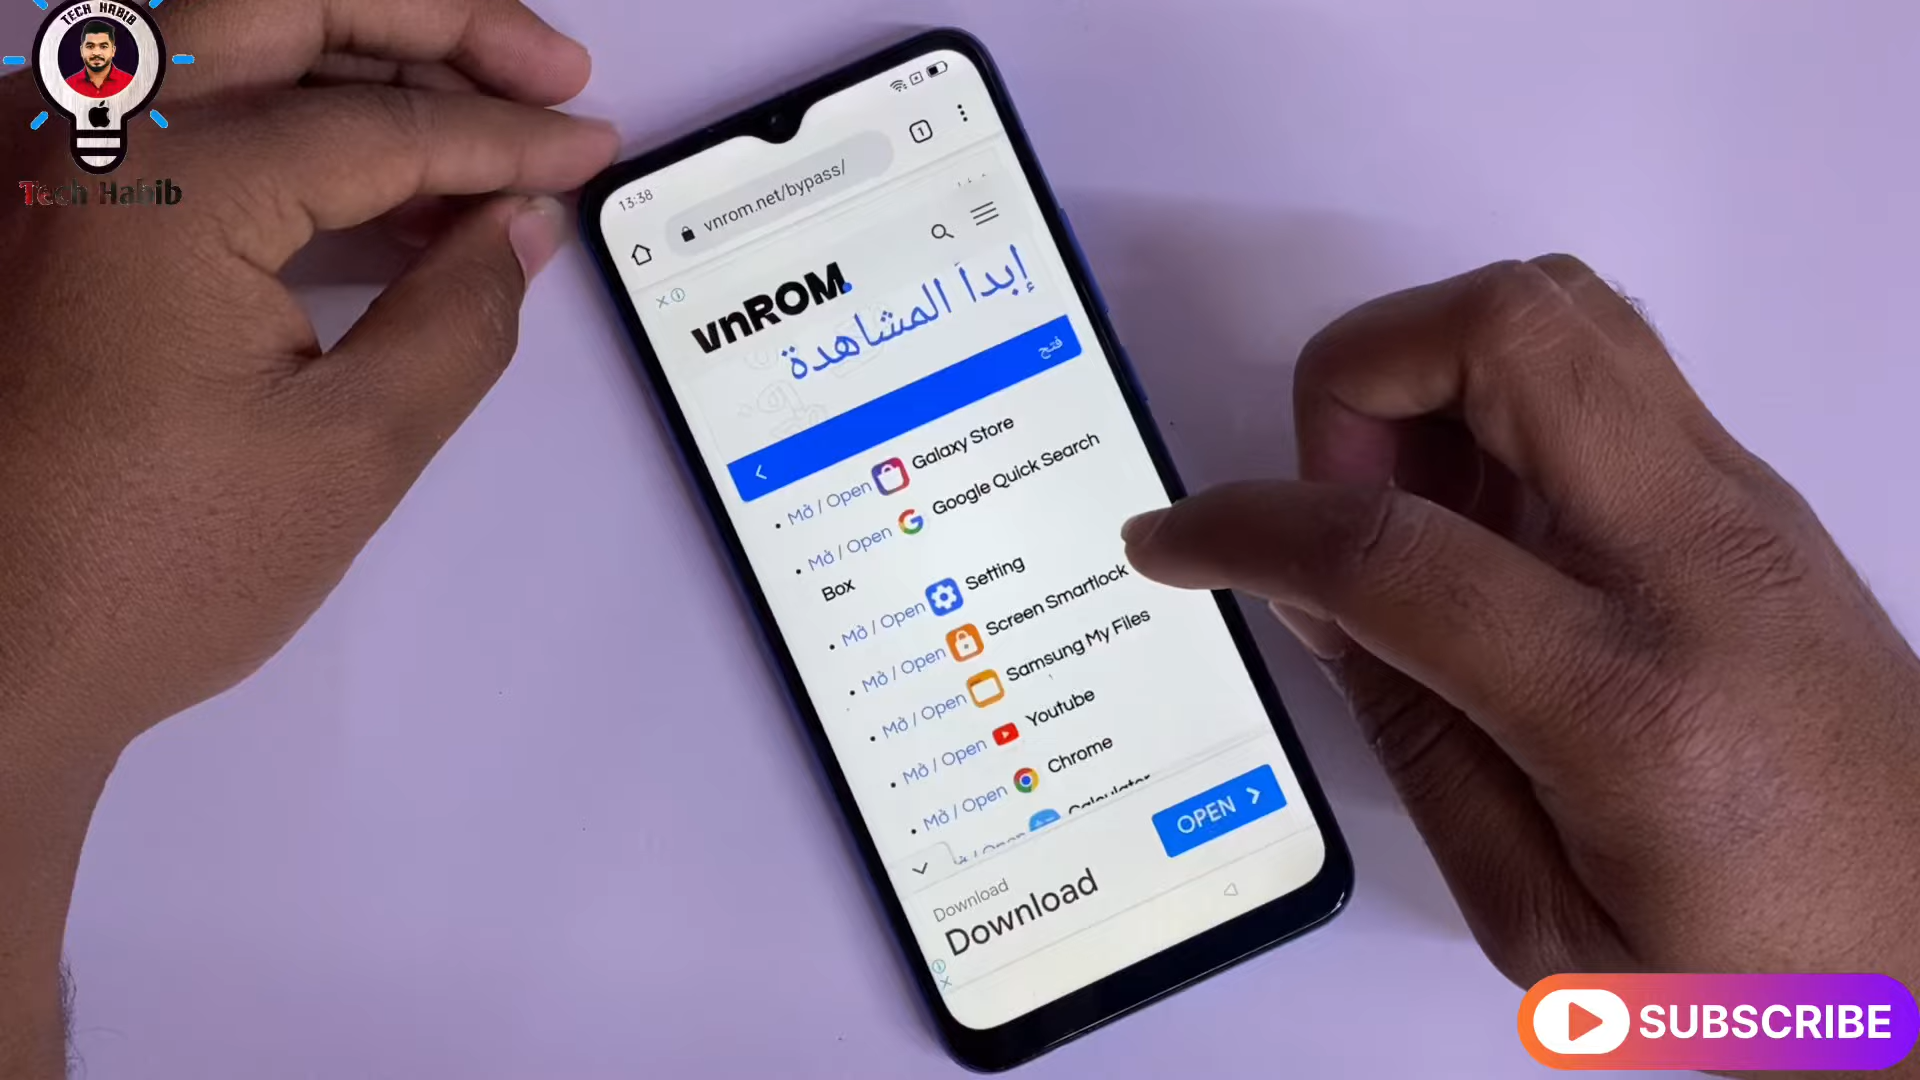 TECH HABIB
Tech Habib
13:38
vnrom.net/bypass/
1
vnROM.
إبدأ المشاهدة
فتح
Mở / Open Galaxy Store
Mở / Open Google Quick Search
Box
Mở / Open Setting
Mở / Open Screen Smartlock
Mở / Open Samsung My Files
Mở / Open Youtube
Mở / Open Chrome
Calculator
OPEN
Download
Download
SUBSCRIBE